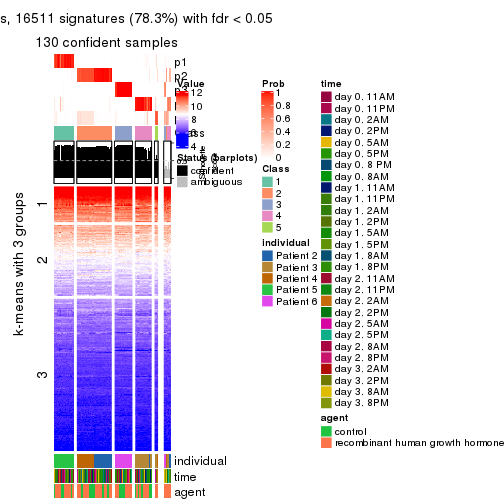 s, 16511 signatures (78.3%) with fdr < 0.05
130 confident samples
p1
p2
p3
Value
12
10
8
6
4
Prob
1
0.8
0.6
0.4
0.2
0
Status (barplots)
confident
ambiguous
Class
1
2
3
4
5
individual
Patient 2
Patient 3
Patient 4
Patient 5
Patient 6
time
day 0. 11AM
day 0. 11PM
day 0. 2AM
day 0. 2PM
day 0. 5AM
day 0. 5PM
day 0. 8 PM
day 0. 8AM
day 1. 11AM
day 1. 11PM
day 1. 2AM
day 1. 2PM
day 1. 5AM
day 1. 5PM
day 1. 8AM
day 1. 8PM
day 2. 11AM
day 2. 11PM
day 2. 2AM
day 2. 2PM
day 2. 5AM
day 2. 5PM
day 2. 8AM
day 2. 8PM
day 3. 2AM
day 3. 2PM
day 3. 8AM
day 3. 8PM
agent
control
recombinant human growth hormone
k-means with 3 groups
1
2
3
individual
time
agent